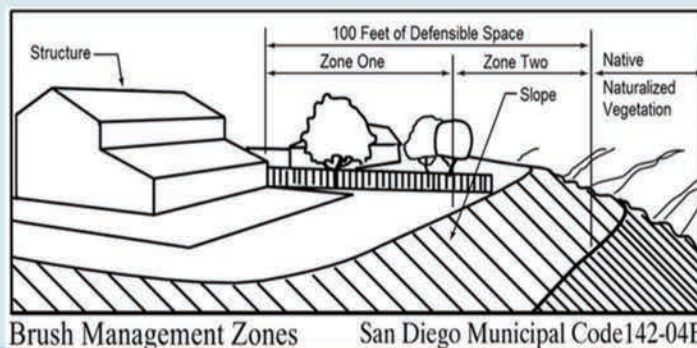 100 Feet of Defensible Space
Structure
Zone One
Zone Two
Native
Naturalized
Vegetation
Slope
Brush Management Zones
San Diego Municipal Code142-04